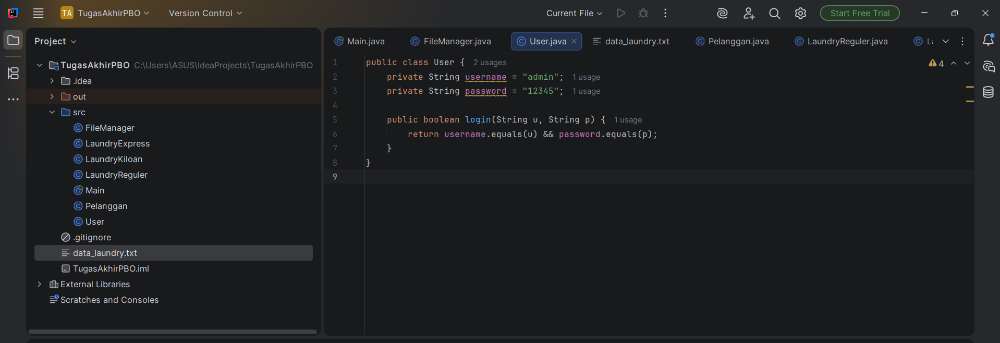 TA TugasAkhirPBO Version Control Current File Start Free Trial
Project
TugasAkhirPBO C:\Users\ASUS\IdeaProjects\TugasAkhirPBO
.idea
out
src
FileManager
LaundryExpress
LaundryKiloan
LaundryReguler
Main
Pelanggan
User
.gitignore
data_laundry.txt
TugasAkhirPBO.iml
External Libraries
Scratches and Consoles
Main.java FileManager.java User.java data_laundry.txt Pelanggan.java LaundryReguler.java
1 public class User { 2 usages
2 private String username = "admin"; 1 usage
3 private String password = "12345"; 1 usage
4
5 public boolean login(String u, String p) { 1 usage
6 return username.equals(u) && password.equals(p);
7 }
8 }
9
4